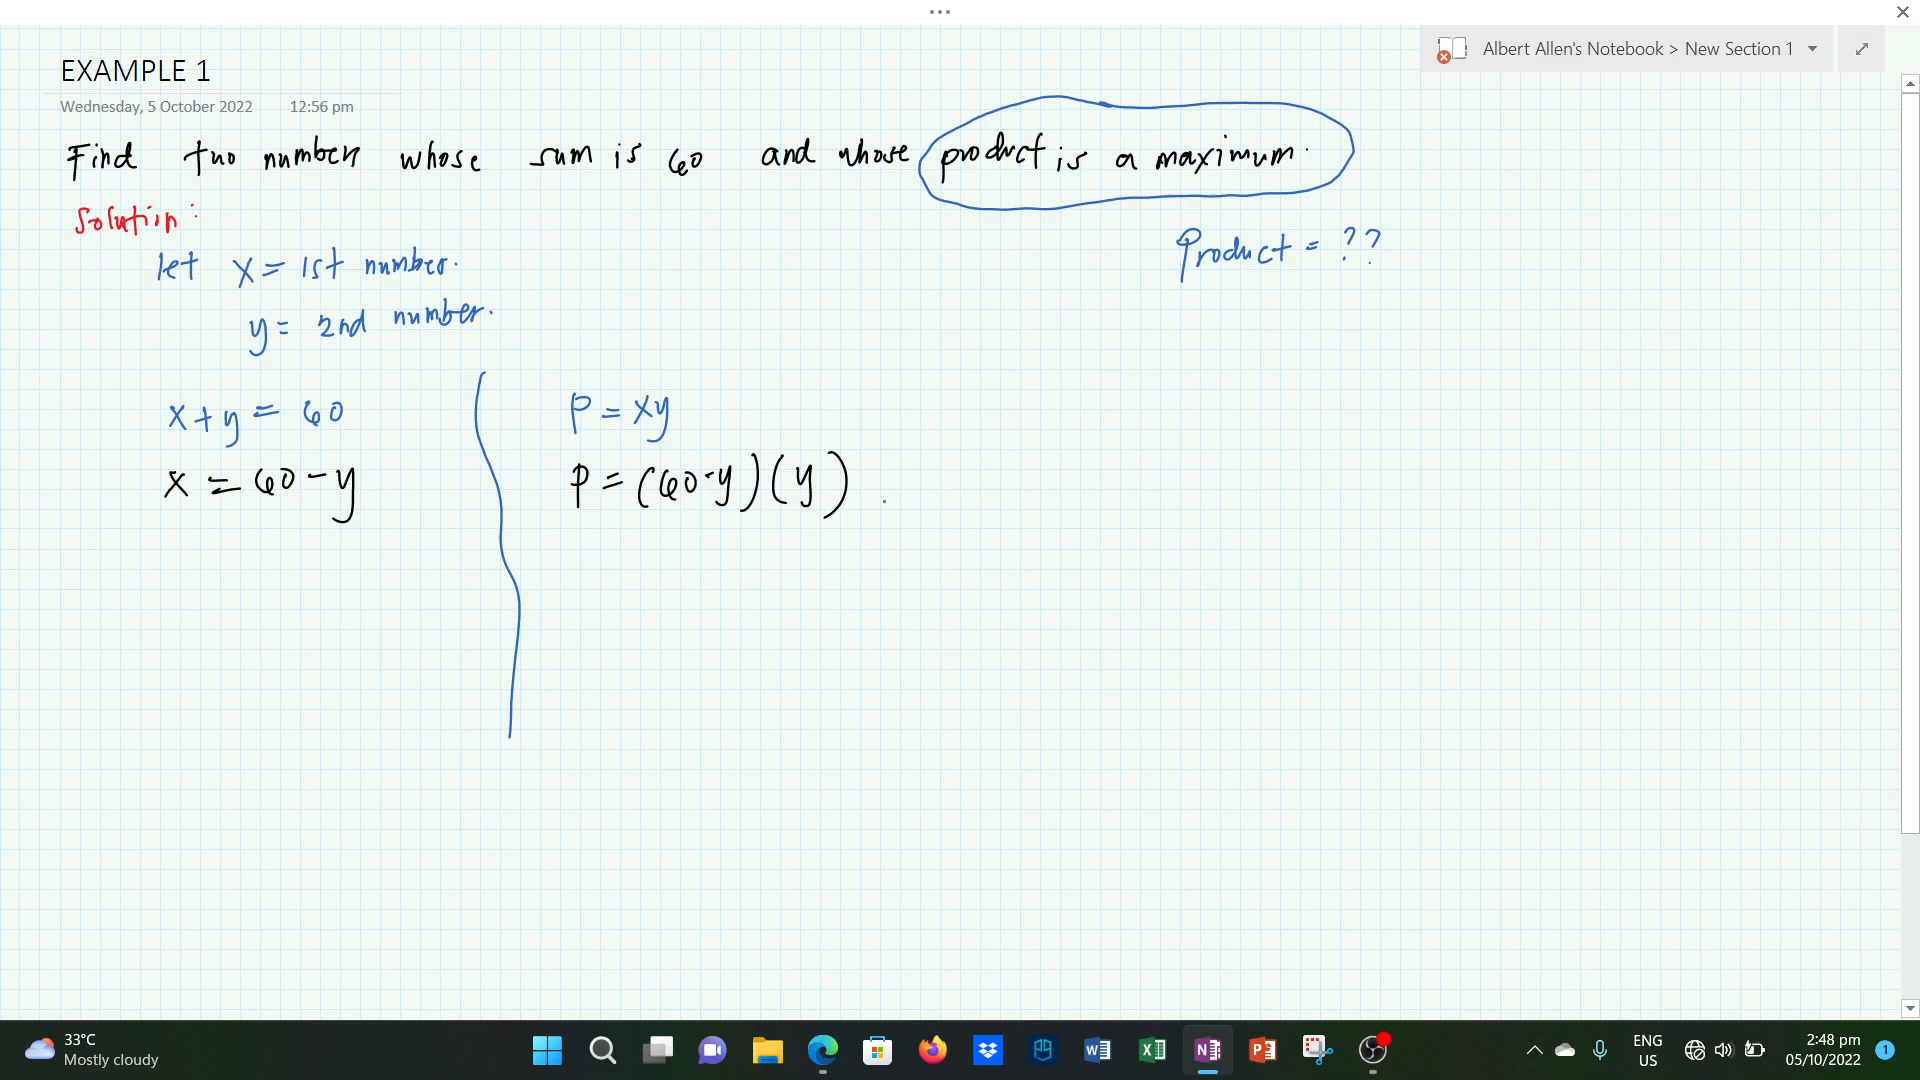 Albert Allen's Notebook > New Section 1
EXAMPLE 1
Wednesday, 5 October 2022 12:56 pm
Find two number whose sum is 60 and whose product is a maximum.
Solution:
Product = ??
let x = 1st number.
y = 2nd number.
x + y = 60
P = xy
x = 60 - y
P = (60-y)(y)
33°C
Mostly cloudy
ENG
US
2:48 pm
05/10/2022
1